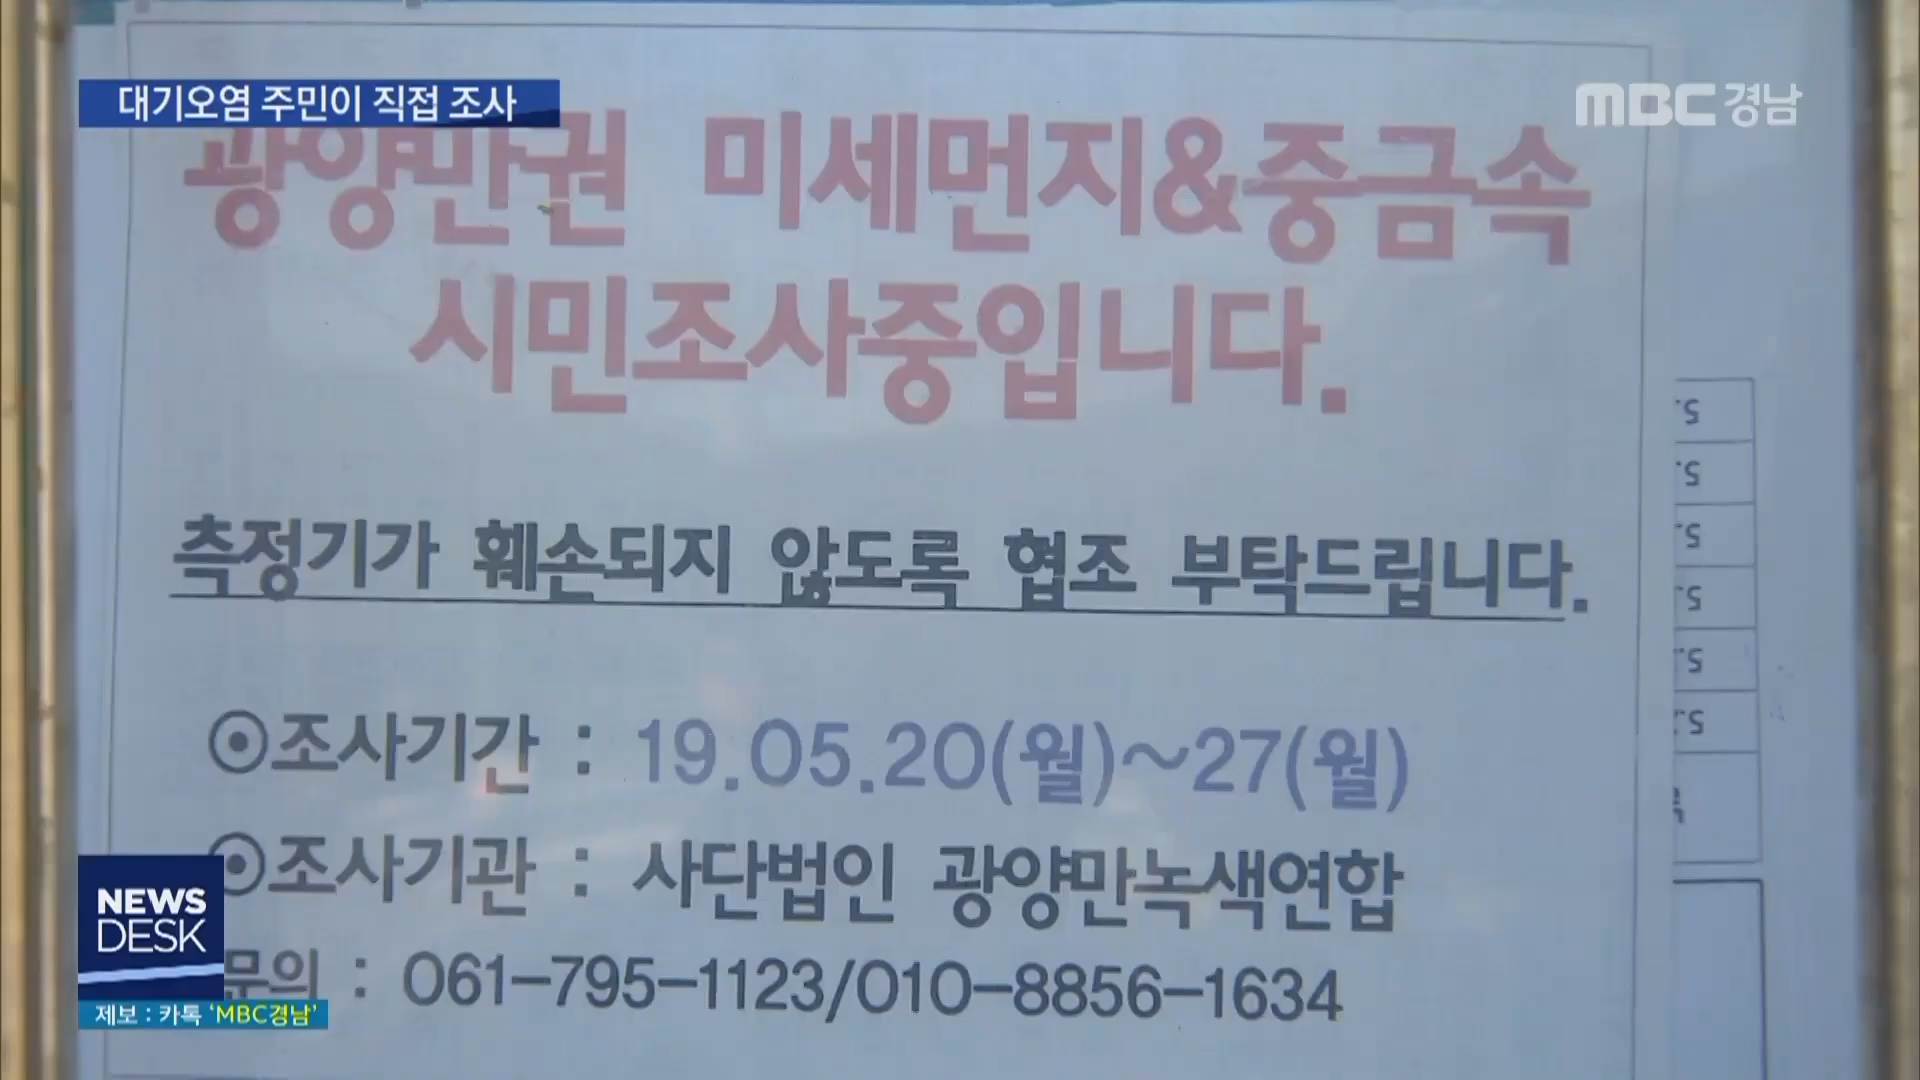 대기오염 주민이 직접 조사
MBC경남
광양만권 미세먼지&중금속
시민조사중입니다.
측정기가 훼손되지 않도록 협조 부탁드립니다.
⊙조사기간 : 19.05.20(월)~27(월)
⊙조사기관 : 사단법인 광양만녹색연합
문의 : 061-795-1123/010-8856-1634
NEWS
DESK
제보 : 카톡 'MBC경남'